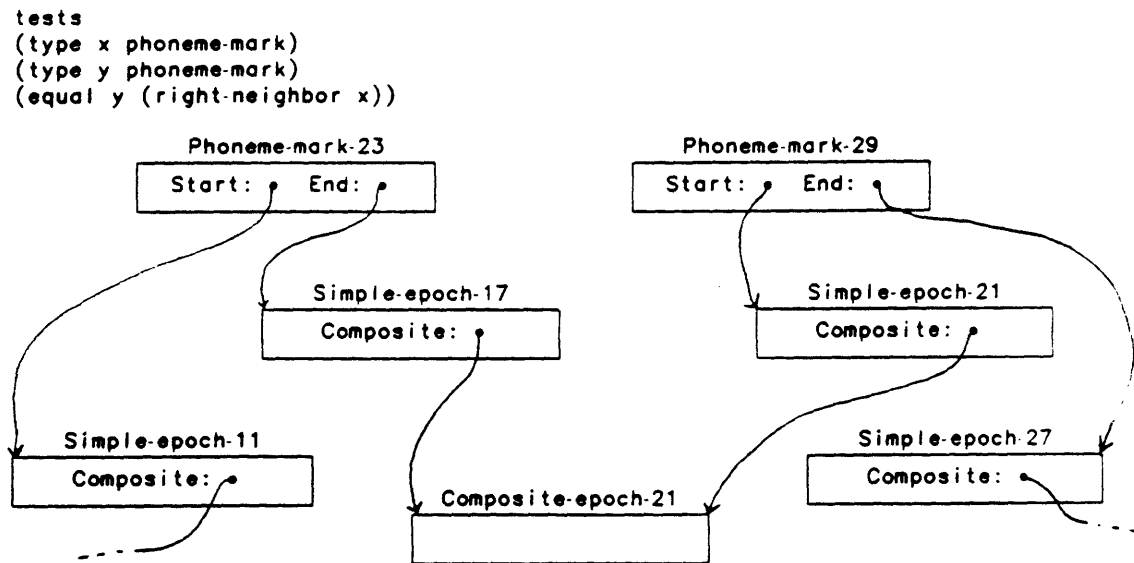 tests
(type x phoneme-mark)
(type y phoneme-mark)
(equal y (right-neighbor x))
Phoneme-mark-23
Phoneme-mark-29
Start: End:
Start: End:
Simple-epoch-17
Simple-epoch-21
Composite:
Composite:
Simple-epoch-11
Simple-epoch-27
Composite:
Composite:
Composite-epoch-21